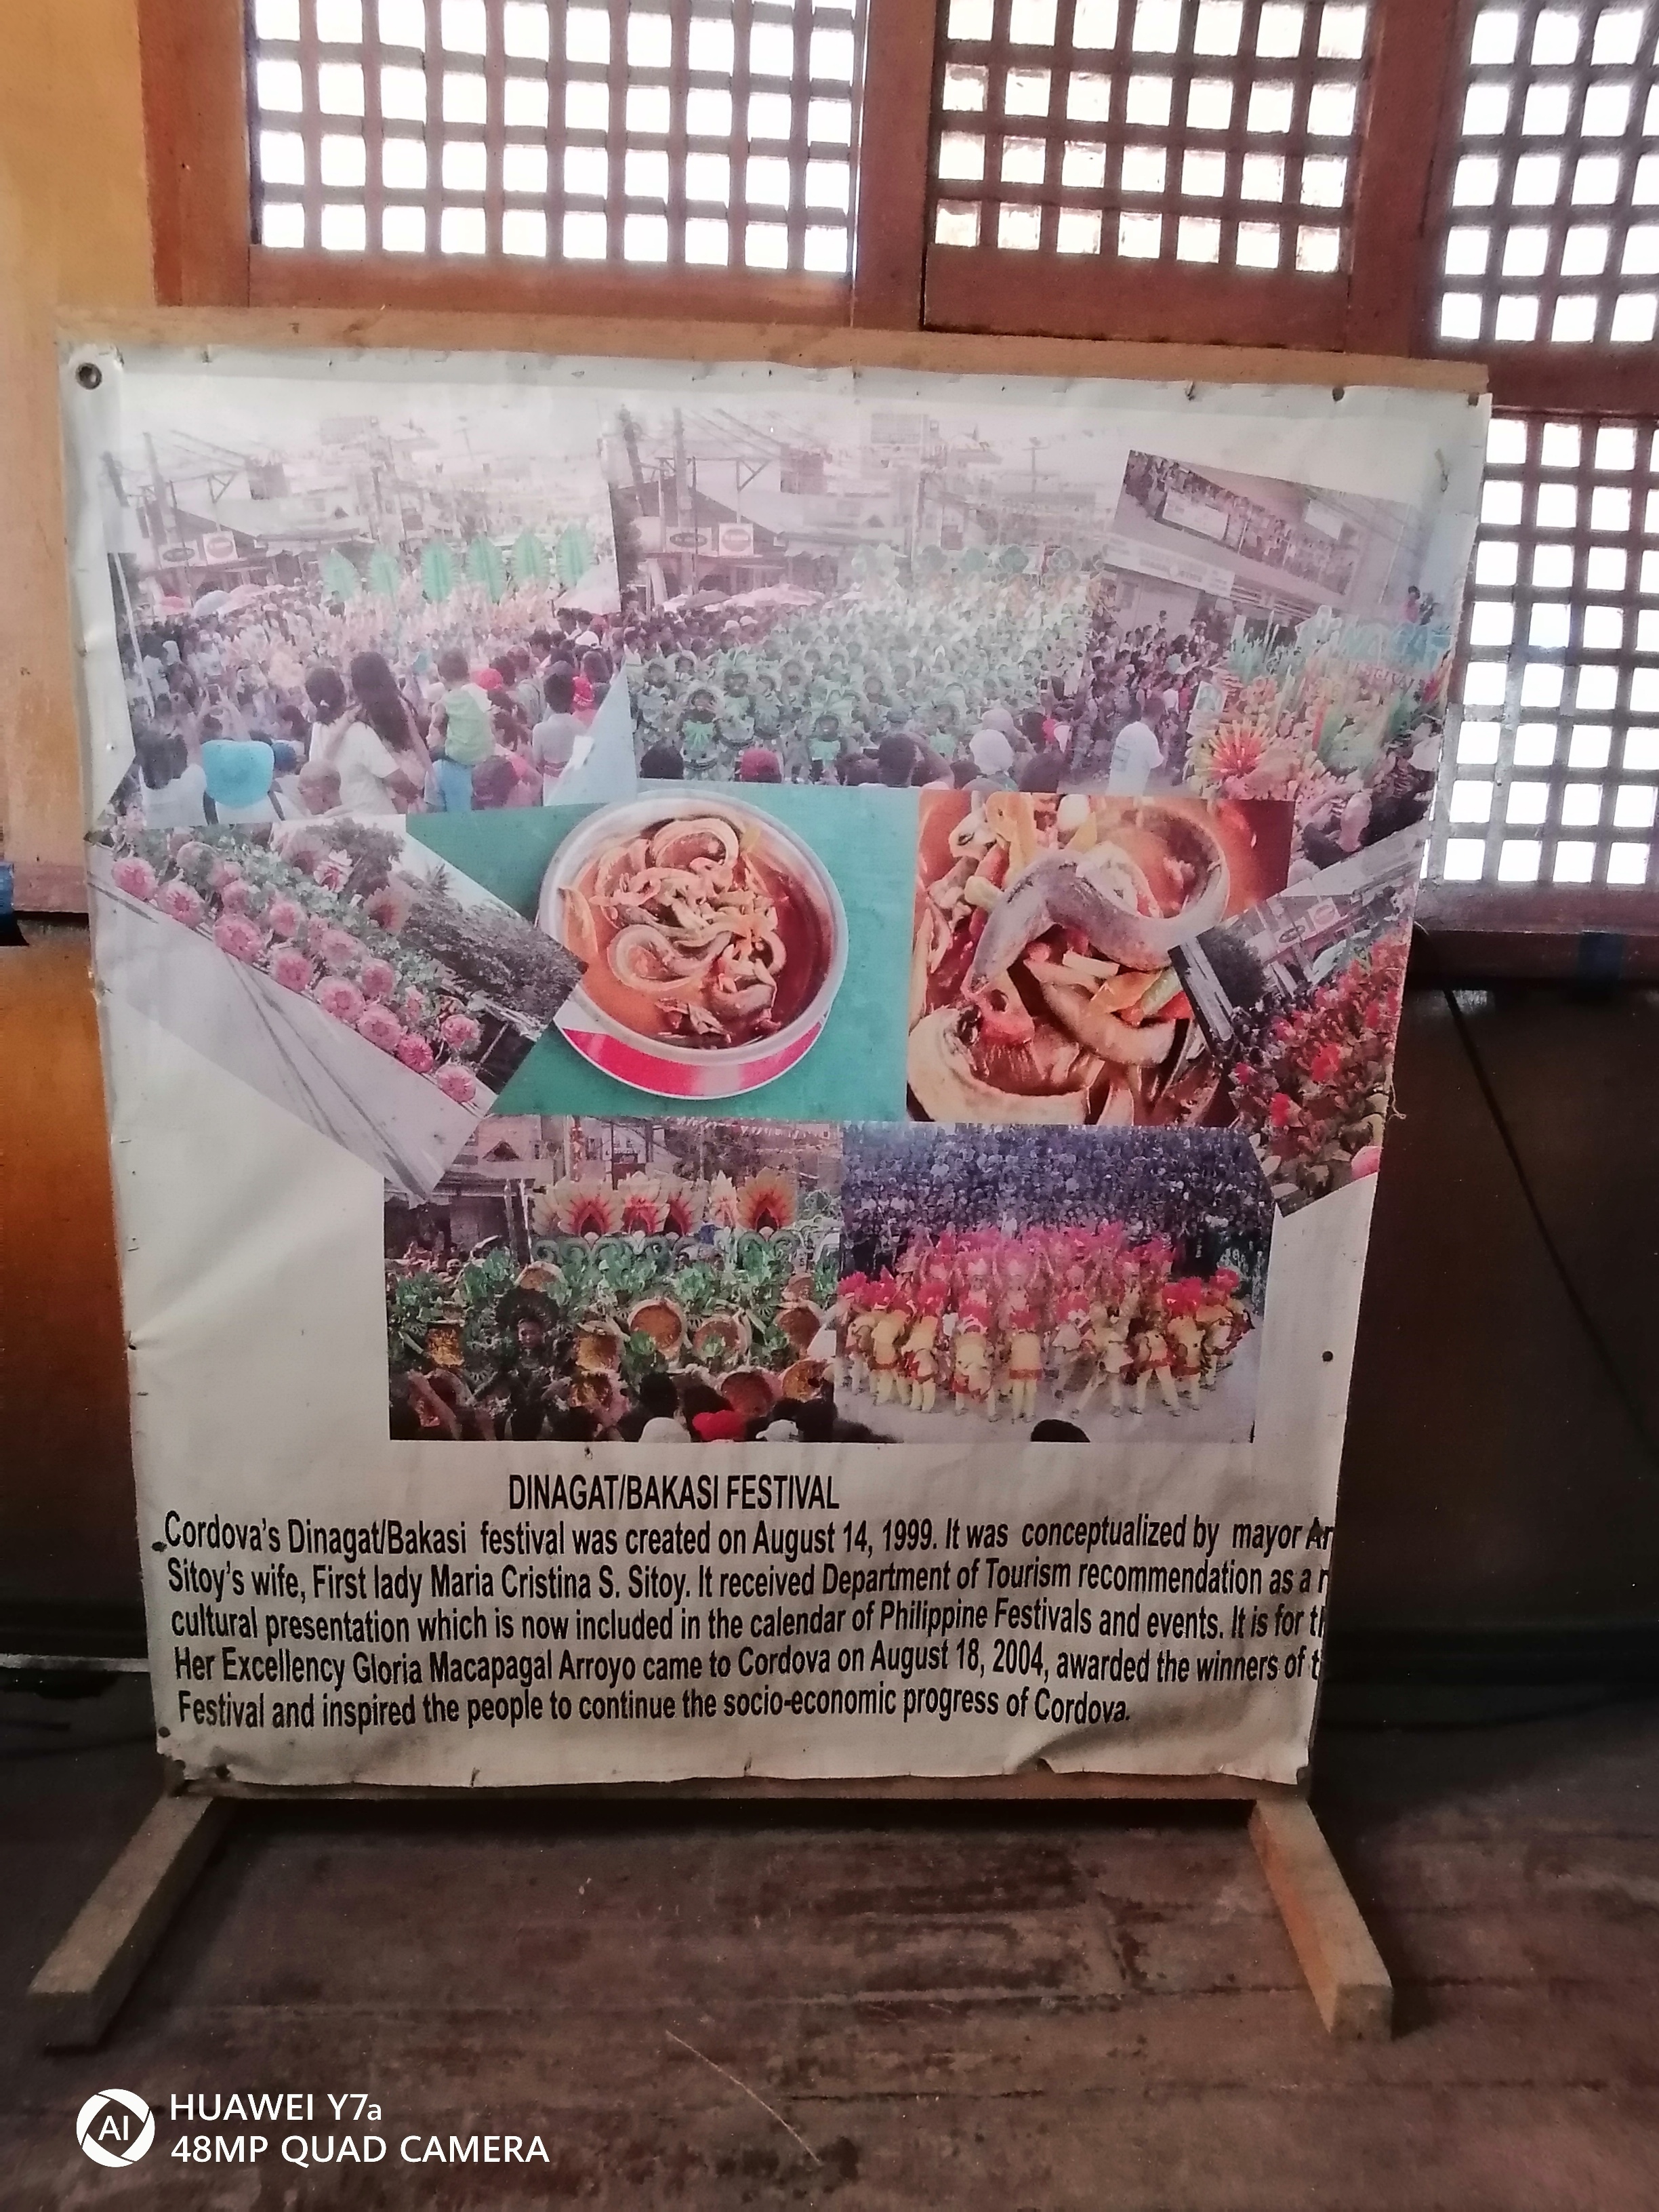 DINAGAT/BAKASI FESTIVAL
Cordova's Dinagat/Bakasi festival was created on August 14, 1999. It was conceptualized by mayor Ar
Sitoy's wife, First lady Maria Cristina S. Sitoy. It received Department of Tourism recommendation as a
cultural presentation which is now included in the calendar of Philippine Festivals and events. It is for
Her Excellency Gloria Macapagal Arroyo came to Cordova on August 18, 2004, awarded the winners of
Festival and inspired the people to continue the socio-economic progress of Cordova.
AI
HUAWEI Y7a
48MP QUAD CAMERA